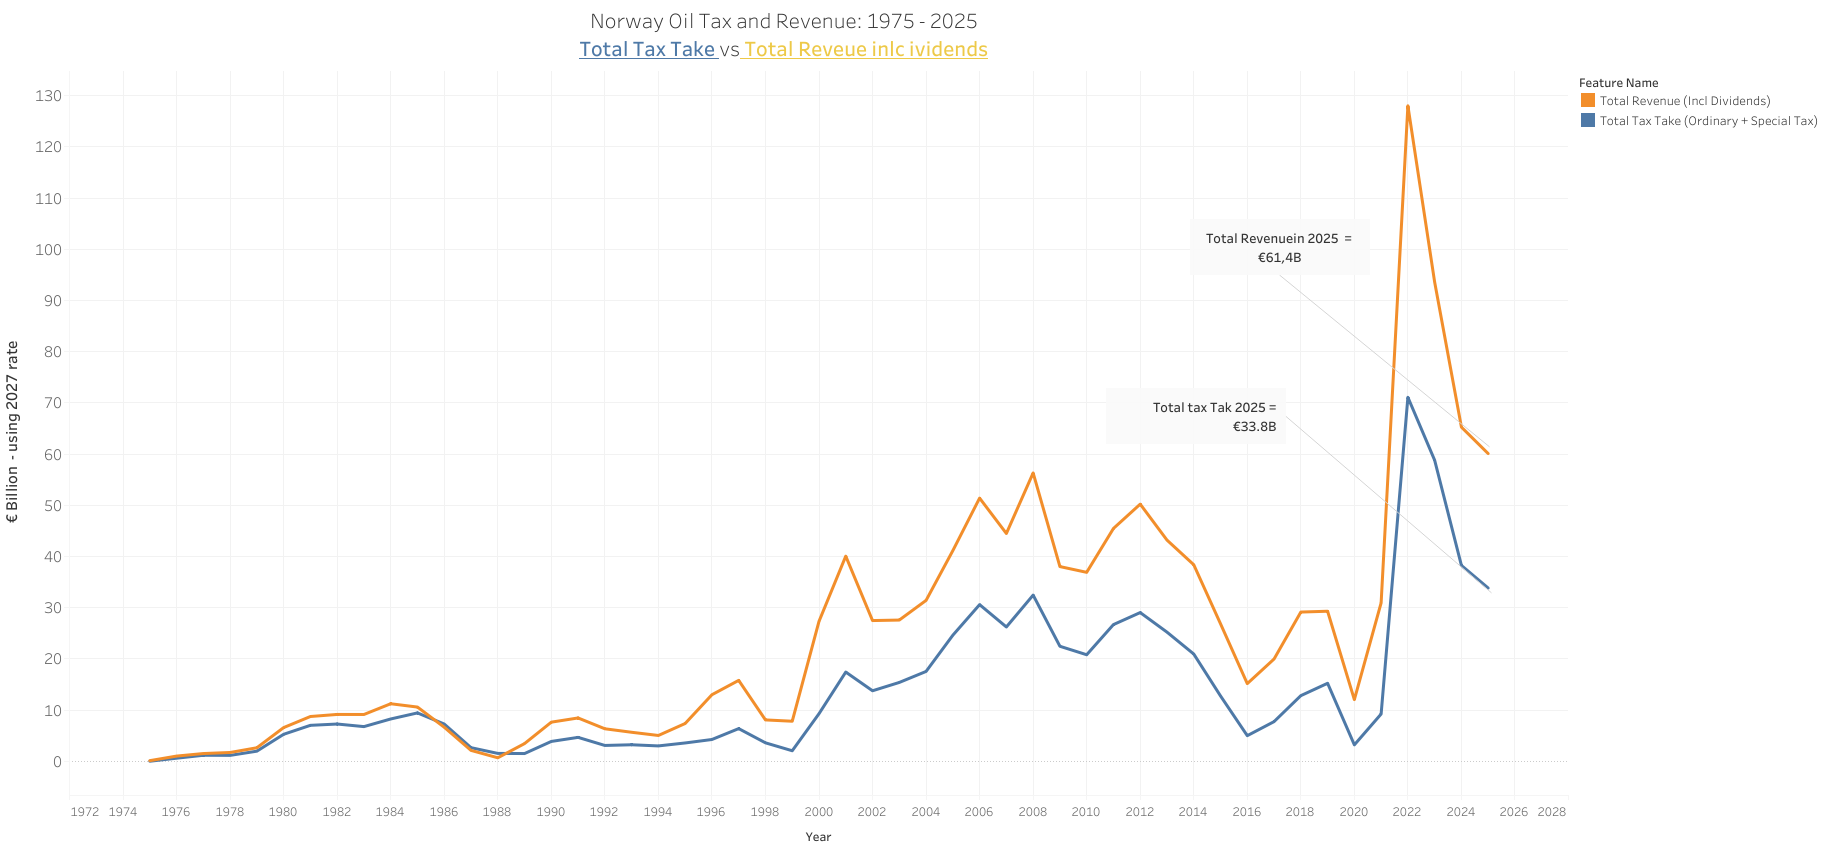 Norway Oil Tax and Revenue: 1975 - 2025
Total Tax Take vs Total Reveue inlc ividends
Feature Name
Total Revenue (Incl Dividends)
Total Tax Take (Ordinary + Special Tax)
130
120
110
100
90
80
70
60
50
40
30
20
10
0
€ Billion - using 2027 rate
Total Revenuein 2025 =
€61,4B
Total tax Tak 2025 =
€33.8B
1972 1974 1976 1978 1980 1982 1984 1986 1988 1990 1992 1994 1996 1998 2000 2002 2004 2006 2008 2010 2012 2014 2016 2018 2020 2022 2024 2026 2028
Year